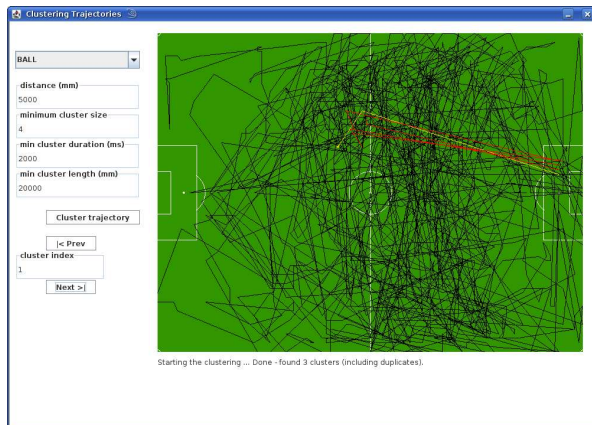 Clustering Trajectories
BALL
distance (mm)
5000
minimum cluster size
4
min cluster duration (ms)
2000
min cluster length (mm)
20000
Cluster trajectory
|< Prev
cluster index
1
Next >|
Starting the clustering ... Done - found 3 clusters (including duplicates).